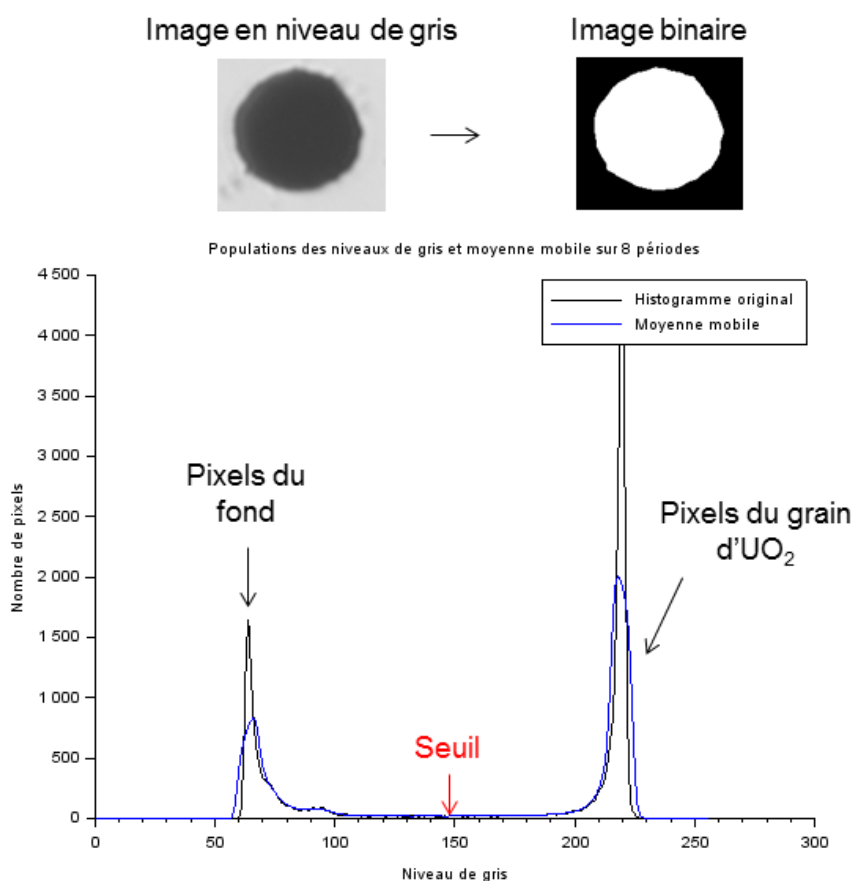 Image en niveau de gris
Image binaire
Populations des niveaux de gris et moyenne mobile sur 8 périodes
Histogramme original
Moyenne mobile
4 500
4 000
3 500
3 000
2 500
2 000
1 500
1 000
500
0
Nombre de pixels
Pixels du
fond
Pixels du grain
d'UO₂
Seuil
0
50
100
150
200
250
300
Niveau de gris